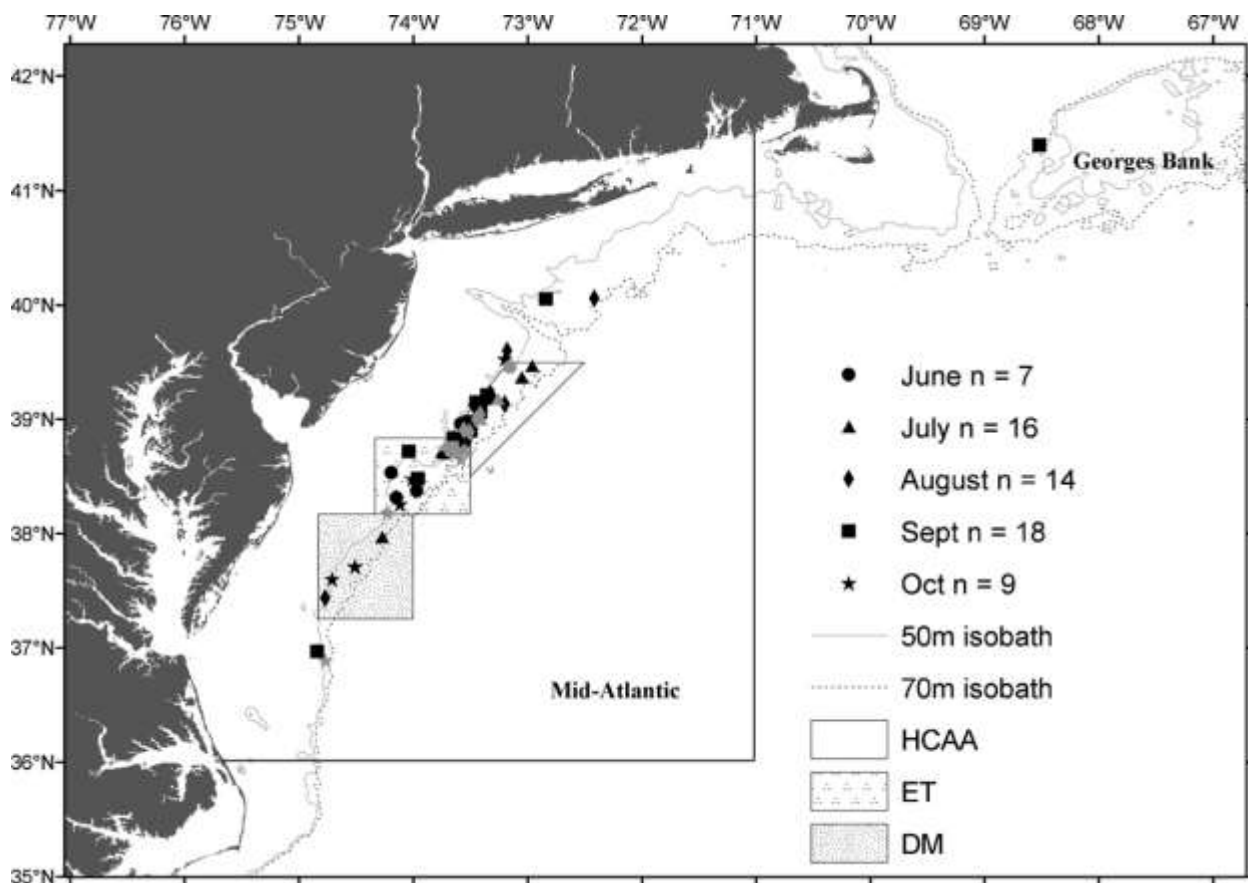 77°W 76°W 75°W 74°W 73°W 72°W 71°W 70°W 69°W 68°W 67°W
42°N
Georges Bank
41°N
40°N
June n = 7
39°N
July n = 16
August n = 14
38°N
Sept n = 18
Oct n = 9
37°N
50m isobath
Mid-Atlantic
70m isobath
HCAA
36°N
ET
DM
35°N